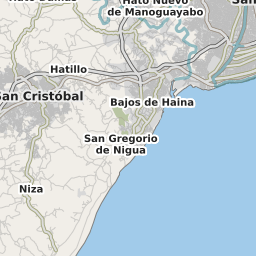 Hato Nuevo
de Manoguayabo
Hatillo
San Cristóbal
Bajos de Haina
San Gregorio
de Nigua
Niza